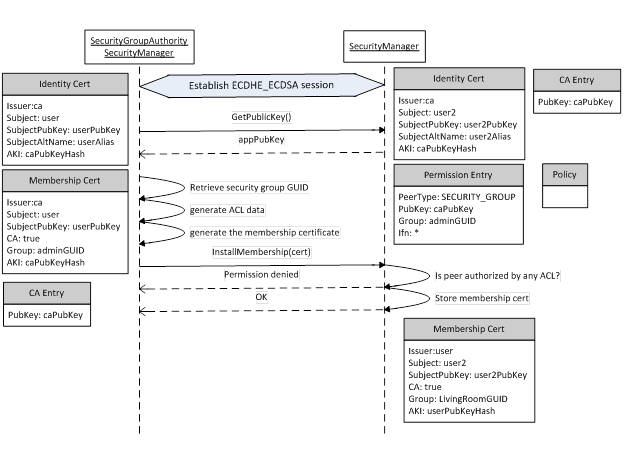 SecurityGroupAuthority
SecurityManager
SecurityManager
Identity Cert
Issuer:ca
Subject: user
SubjectPubKey: userPubKey
SubjectAltName: userAlias
AKI: caPubKeyHash
Establish ECDHE_ECDSA session
Identity Cert
Issuer:ca
Subject: user2
SubjectPubKey: user2PubKey
SubjectAltName: user2Alias
AKI: caPubKeyHash
CA Entry
PubKey: caPubKey
GetPublicKey()
appPubKey
Membership Cert
Issuer:ca
Subject: user
SubjectPubKey: userPubKey
CA: true
Group: adminGUID
AKI: caPubKeyHash
Retrieve security group GUID
generate ACL data
generate the membership certificate
Permission Entry
PeerType: SECURITY_GROUP
PubKey: caPubKey
Group: adminGUID
Ifn: *
Policy
InstallMembership(cert)
Permission denied
Is peer authorized by any ACL?
CA Entry
PubKey: caPubKey
OK
Store membership cert
Membership Cert
Issuer:user
Subject: user2
SubjectPubKey: user2PubKey
CA: true
Group: LivingRoomGUID
AKI: userPubKeyHash